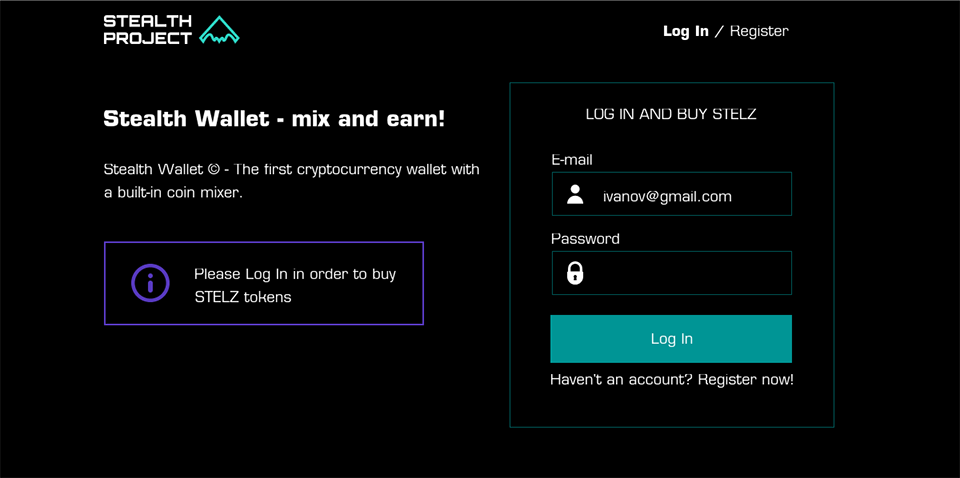 STEALTH
PROJECT
Log In / Register
Stealth Wallet - mix and earn!
Stealth Wallet © - The first cryptocurrency wallet with
a built-in coin mixer.
Please Log In in order to buy
STELZ tokens
LOG IN AND BUY STELZ
E-mail
ivanov@gmail.com
Password
Log In
Haven't an account? Register now!